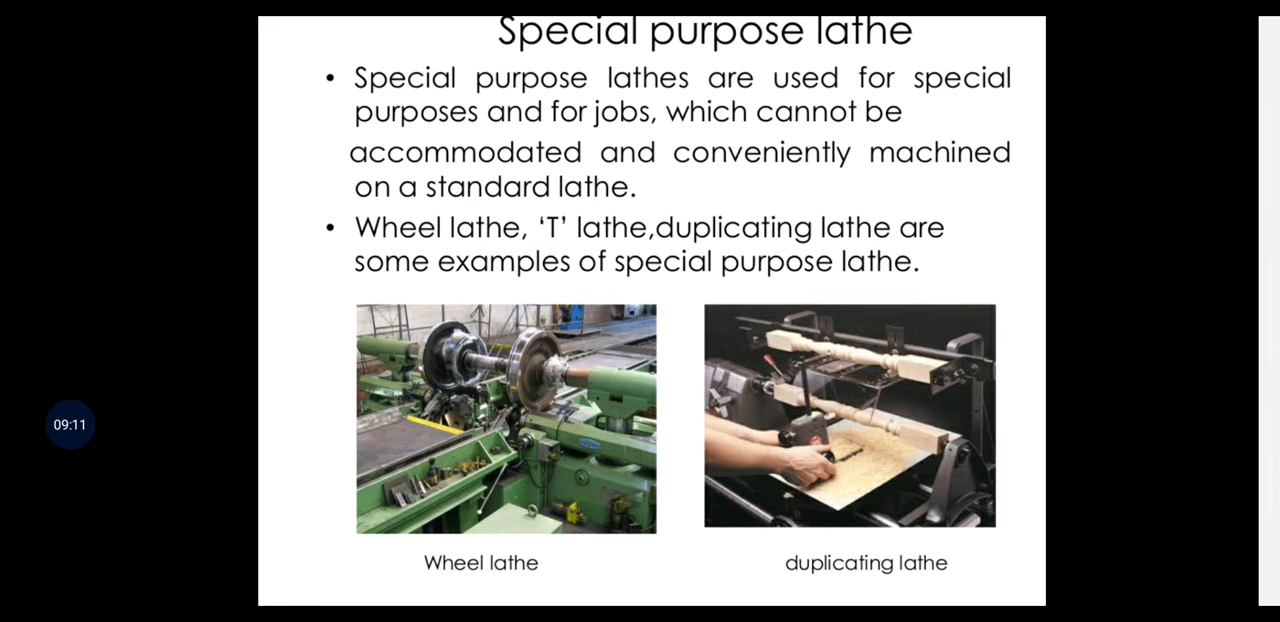 Special purpose lathe
• Special purpose lathes are used for special
purposes and for jobs, which cannot be
accommodated and conveniently machined
on a standard lathe.
• Wheel lathe, ‘T’ lathe,duplicating lathe are
some examples of special purpose lathe.
09:11
Wheel lathe
duplicating lathe